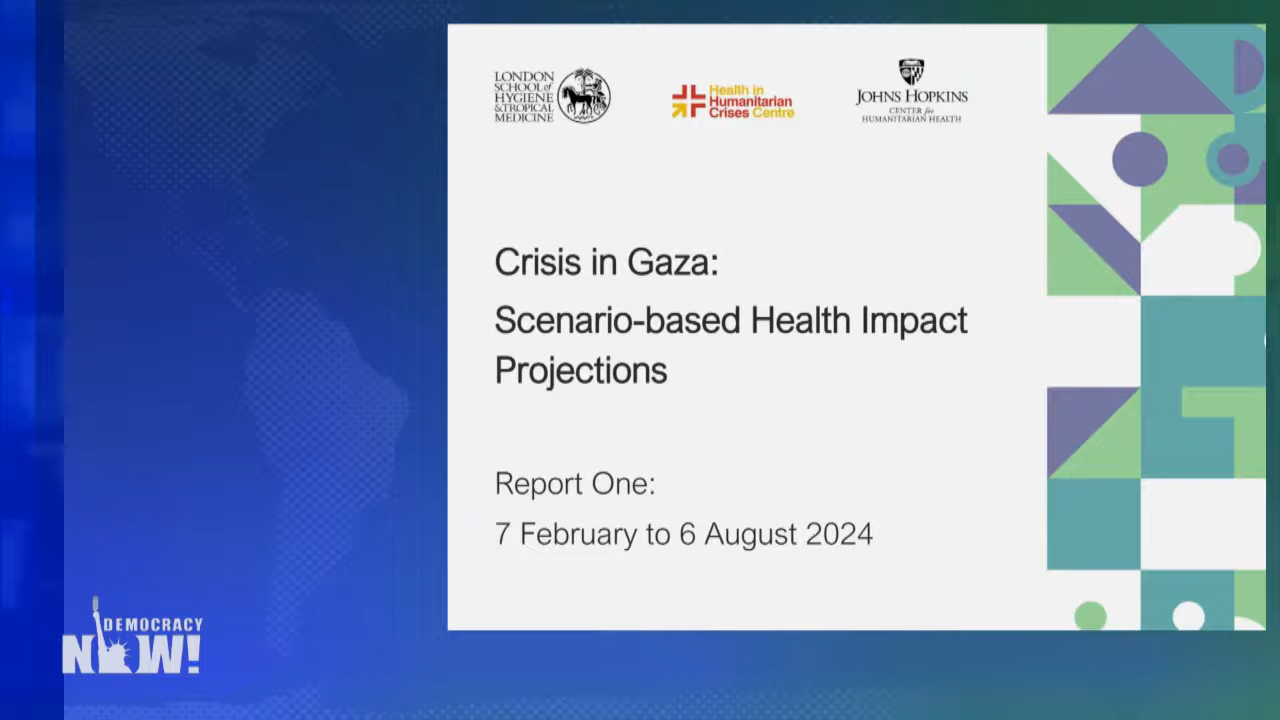 LONDON
SCHOOL of
HYGIENE
& TROPICAL
MEDICINE
Health in
Humanitarian
Crises Centre
JOHNS HOPKINS
CENTER for
HUMANITARIAN HEALTH
Crisis in Gaza:
Scenario-based Health Impact
Projections
Report One:
7 February to 6 August 2024
DEMOCRACY
NOW!